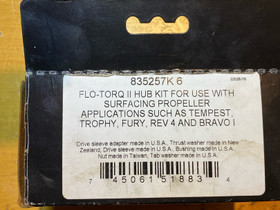 835257K 6
FLO-TORQ II HUB KIT FOR USE WITH
SURFACING PROPELLER
APPLICATIONS SUCH AS TEMPEST,
TROPHY, FURY, REV 4 AND BRAVO I
Drive sleeve adapter made in U.S.A., Thrust washer made in New
Zealand, Drive sleeve made in U.S.A., Bushing made in U.S.A.,
Nut made in Taiwan, Tab washer made in U.S.A.
7 45061 51883 4